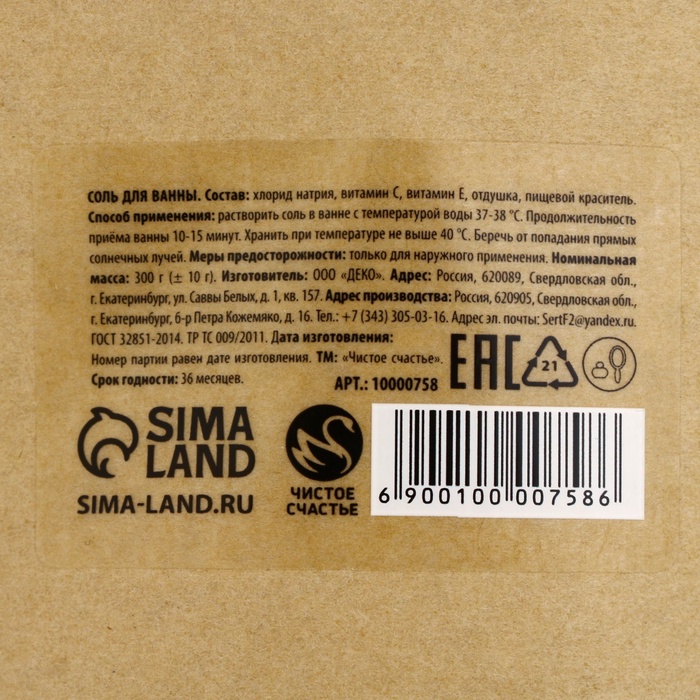 СОЛЬ ДЛЯ ВАННЫ. Состав: хлорид натрия, витамин С, витамин Е, отдушка, пищевой краситель.
Способ применения: растворить соль в ванне с температурой воды 37-38 °С. Продолжительность
приёма ванны 10-15 минут. Хранить при температуре не выше 40 °С. Беречь от попадания прямых
солнечных лучей. Меры предосторожности: только для наружного применения. Номинальная
масса: 300 г (± 10 г). Изготовитель: ООО «ДЕКО». Адрес: Россия, 620089, Свердловская обл.,
г. Екатеринбург, ул. Саввы Белых, д. 1, кв. 157. Адрес производства: Россия, 620905, Свердловская обл.,
г. Екатеринбург, б-р Петра Кожемяко, д. 16. Тел.: +7 (343) 305-03-16. Адрес эл. почты: SertF2@yandex.ru.
ГОСТ 32851-2014. ТР ТС 009/2011. Дата изготовления:
Номер партии равен дате изготовления. ТМ: «Чистое счастье».
Срок годности: 36 месяцев.
АРТ.: 10000758
EAC
21
SIMA
LAND
SIMA-LAND.RU
ЧИСТОЕ
СЧАСТЬЕ
6 900100 007586